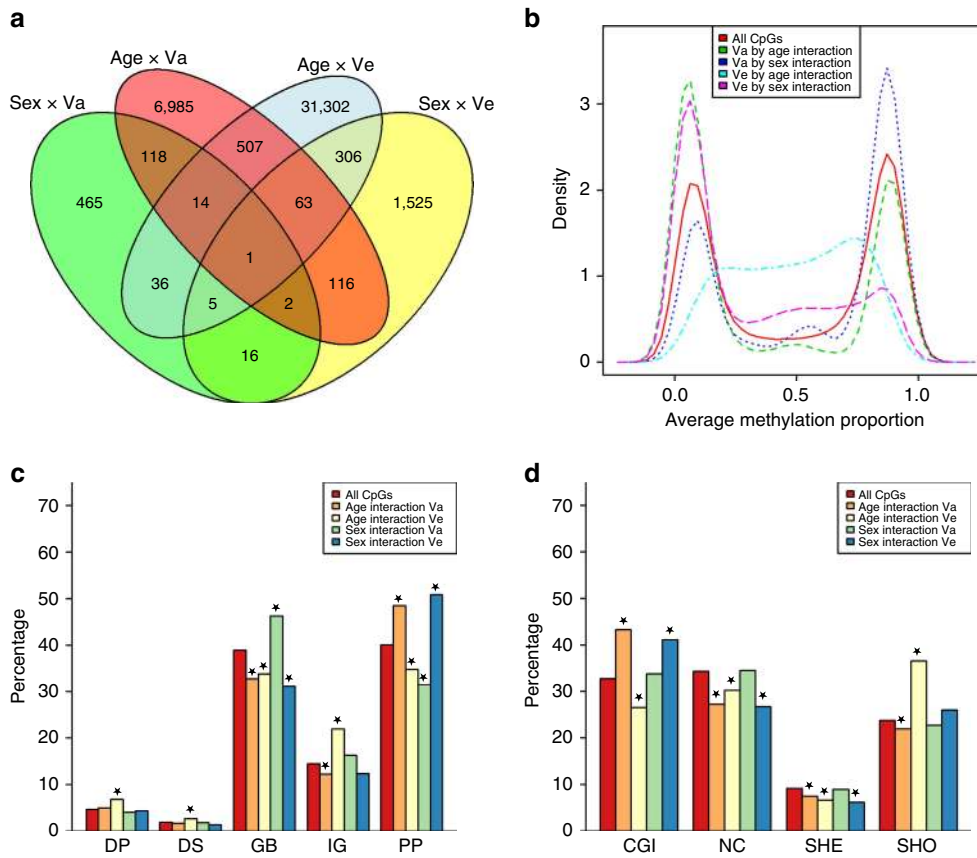 a
Age × Va
Age × Ve
Sex × Va
Sex × Ve
6,985
31,302
118
507
306
465
14
63
1,525
1
36
5
2
116
16
b
All CpGs
Va by age interaction
Va by sex interaction
Ve by age interaction
Ve by sex interaction
Density
3
2
1
0
0.0
0.5
1.0
Average methylation proportion
c
All CpGs
Age interaction Va
Age interaction Ve
Sex interaction Va
Sex interaction Ve
Percentage
70
60
50
40
30
20
10
0
DP
DS
GB
IG
PP
d
All CpGs
Age interaction Va
Age interaction Ve
Sex interaction Va
Sex interaction Ve
Percentage
70
60
50
40
30
20
10
0
CGI
NC
SHE
SHO